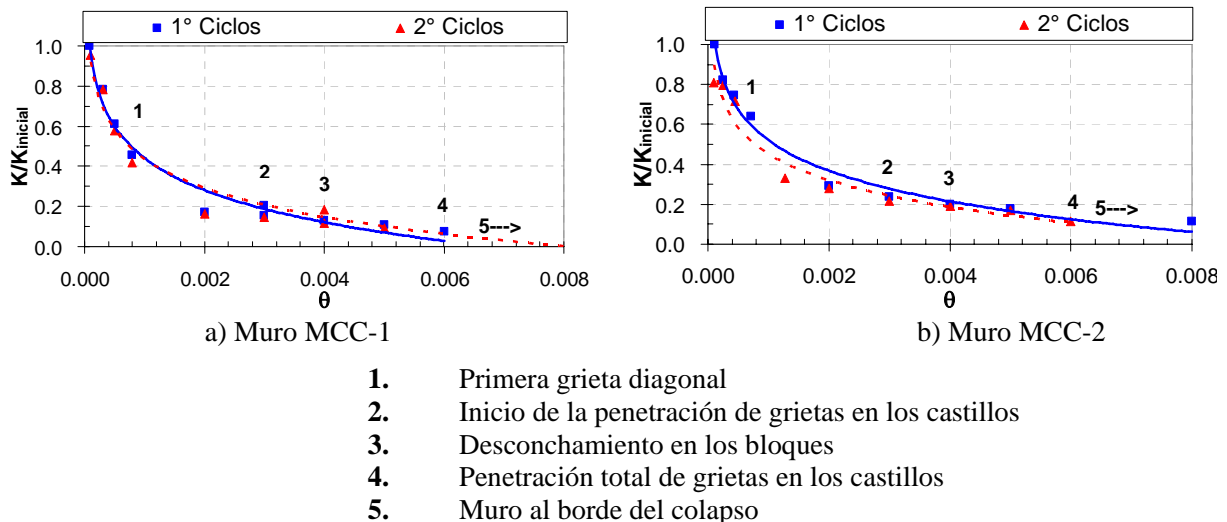 1° Ciclos 2° Ciclos
1° Ciclos 2° Ciclos
K/Kinicial
1.0
0.8
0.6
0.4
0.2
0.0
1
2
3
4
5--->
0.000 0.002 0.004 0.006 0.008
θ
a) Muro MCC-1
K/Kinicial
1.0
0.8
0.6
0.4
0.2
0.0
1
2
3
4
5--->
0.000 0.002 0.004 0.006 0.008
θ
b) Muro MCC-2
1. Primera grieta diagonal
2. Inicio de la penetración de grietas en los castillos
3. Desconchamiento en los bloques
4. Penetración total de grietas en los castillos
5. Muro al borde del colapso